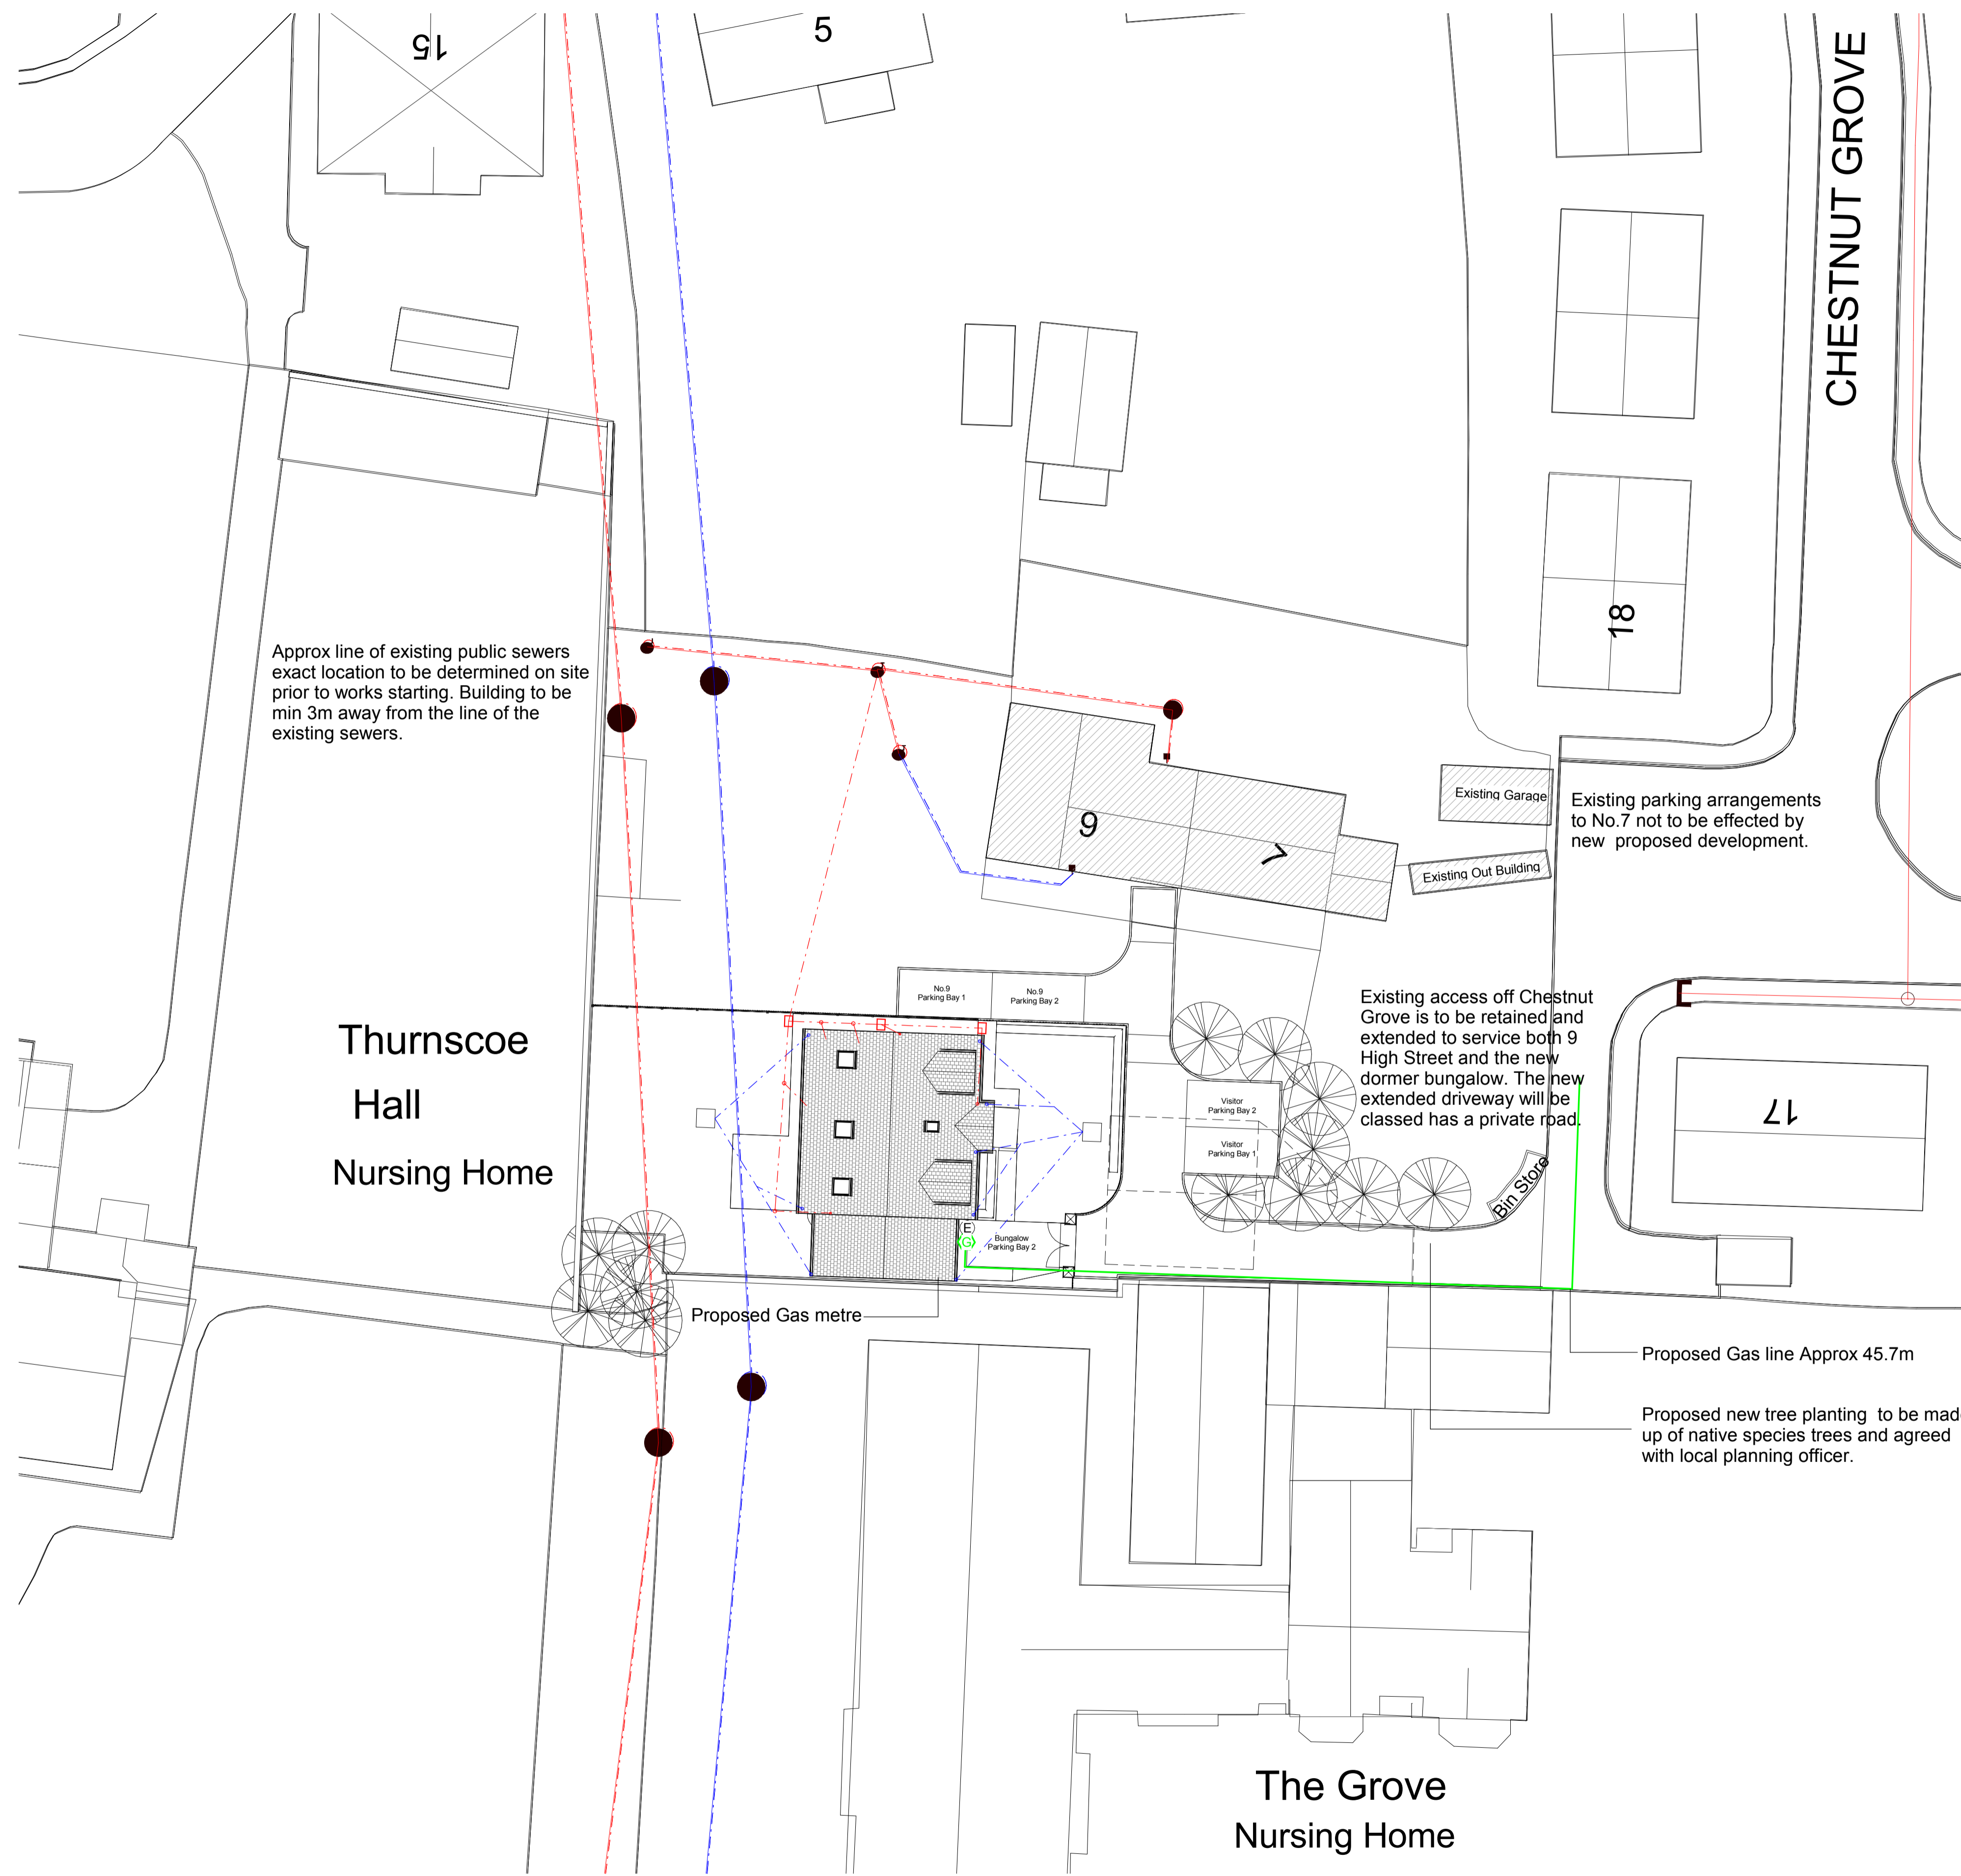 15
5
CHESTNUT GROVE
18
Approx line of existing public sewers
exact location to be determined on site
prior to works starting. Building to be
min 3m away from the line of the
existing sewers.
Existing Garage
Existing parking arrangements
to No.7 not to be effected by
new proposed development.
9
7
Existing Out Building
No.9
Parking Bay 1
No.9
Parking Bay 2
Existing access off Chestnut
Grove is to be retained and
extended to service both 9
High Street and the new
dormer bungalow. The new
extended driveway will be
classed has a private road.
Thurnscoe
Hall
Nursing Home
Visitor
Parking Bay 2
Visitor
Parking Bay 1
17
Bin Store
(E)
G
Bungalow
Parking Bay 2
Proposed Gas metre
Proposed Gas line Approx 45.7m
Proposed new tree planting to be mad
up of native species trees and agreed
with local planning officer.
The Grove
Nursing Home